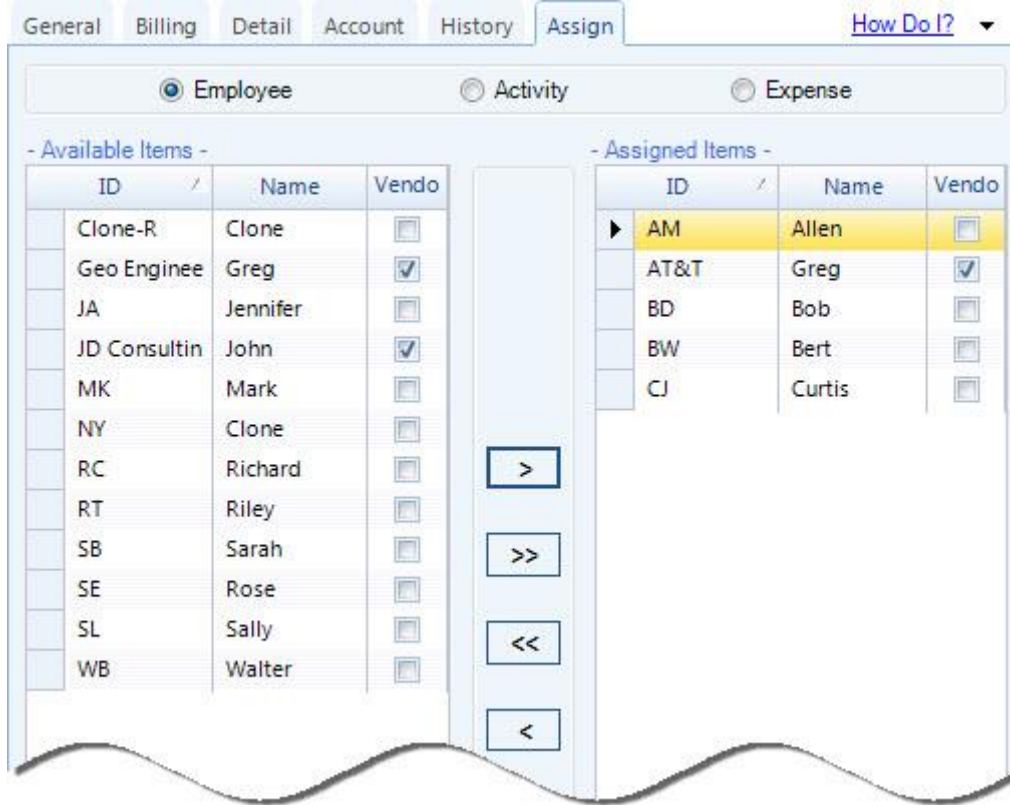 General Billing Detail Account History Assign How Do I?
Employee Activity Expense
- Available Items -
ID Name Vendo
Clone-R Clone
Geo Enginee Greg
JA Jennifer
JD Consultin John
MK Mark
NY Clone
RC Richard
RT Riley
SB Sarah
SE Rose
SL Sally
WB Walter
>
>>
<<
<
- Assigned Items -
ID Name Vendo
AM Allen
AT&T Greg
BD Bob
BW Bert
CJ Curtis